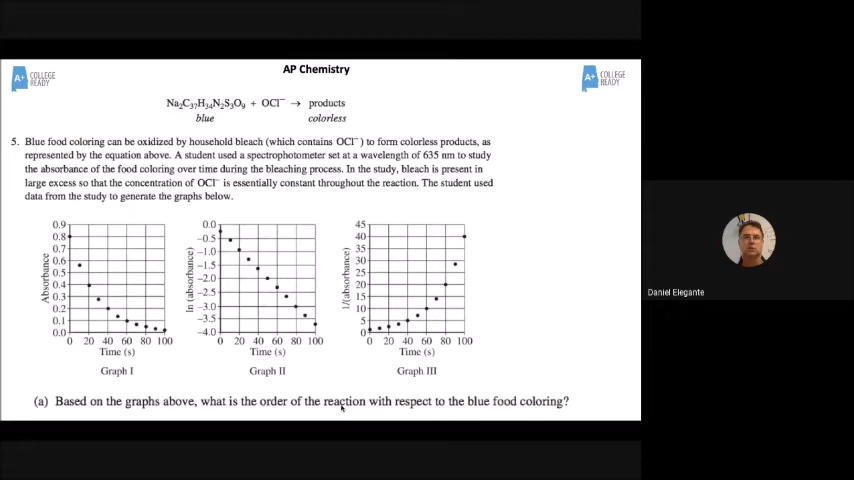 AP Chemistry
A+ COLLEGE READY
A+ COLLEGE READY
Na₂C₃₇H₃₄N₂S₃O₉ + OCl⁻ → products
blue colorless
5. Blue food coloring can be oxidized by household bleach (which contains OCl⁻) to form colorless products, as
represented by the equation above. A student used a spectrophotometer set at a wavelength of 635 nm to study
the absorbance of the food coloring over time during the bleaching process. In the study, bleach is present in
large excess so that the concentration of OCl⁻ is essentially constant throughout the reaction. The student used
data from the study to generate the graphs below.
Absorbance
0.9
0.8
0.7
0.6
0.5
0.4
0.3
0.2
0.1
0.0
0 20 40 60 80 100
Time (s)
Graph I
ln (absorbance)
0.0
−0.5
−1.0
−1.5
−2.0
−2.5
−3.0
−3.5
−4.0
0 20 40 60 80 100
Time (s)
Graph II
1/(absorbance)
45
40
35
30
25
20
15
10
5
0
0 20 40 60 80 100
Time (s)
Graph III
(a) Based on the graphs above, what is the order of the reaction with respect to the blue food coloring?
Daniel Elegante